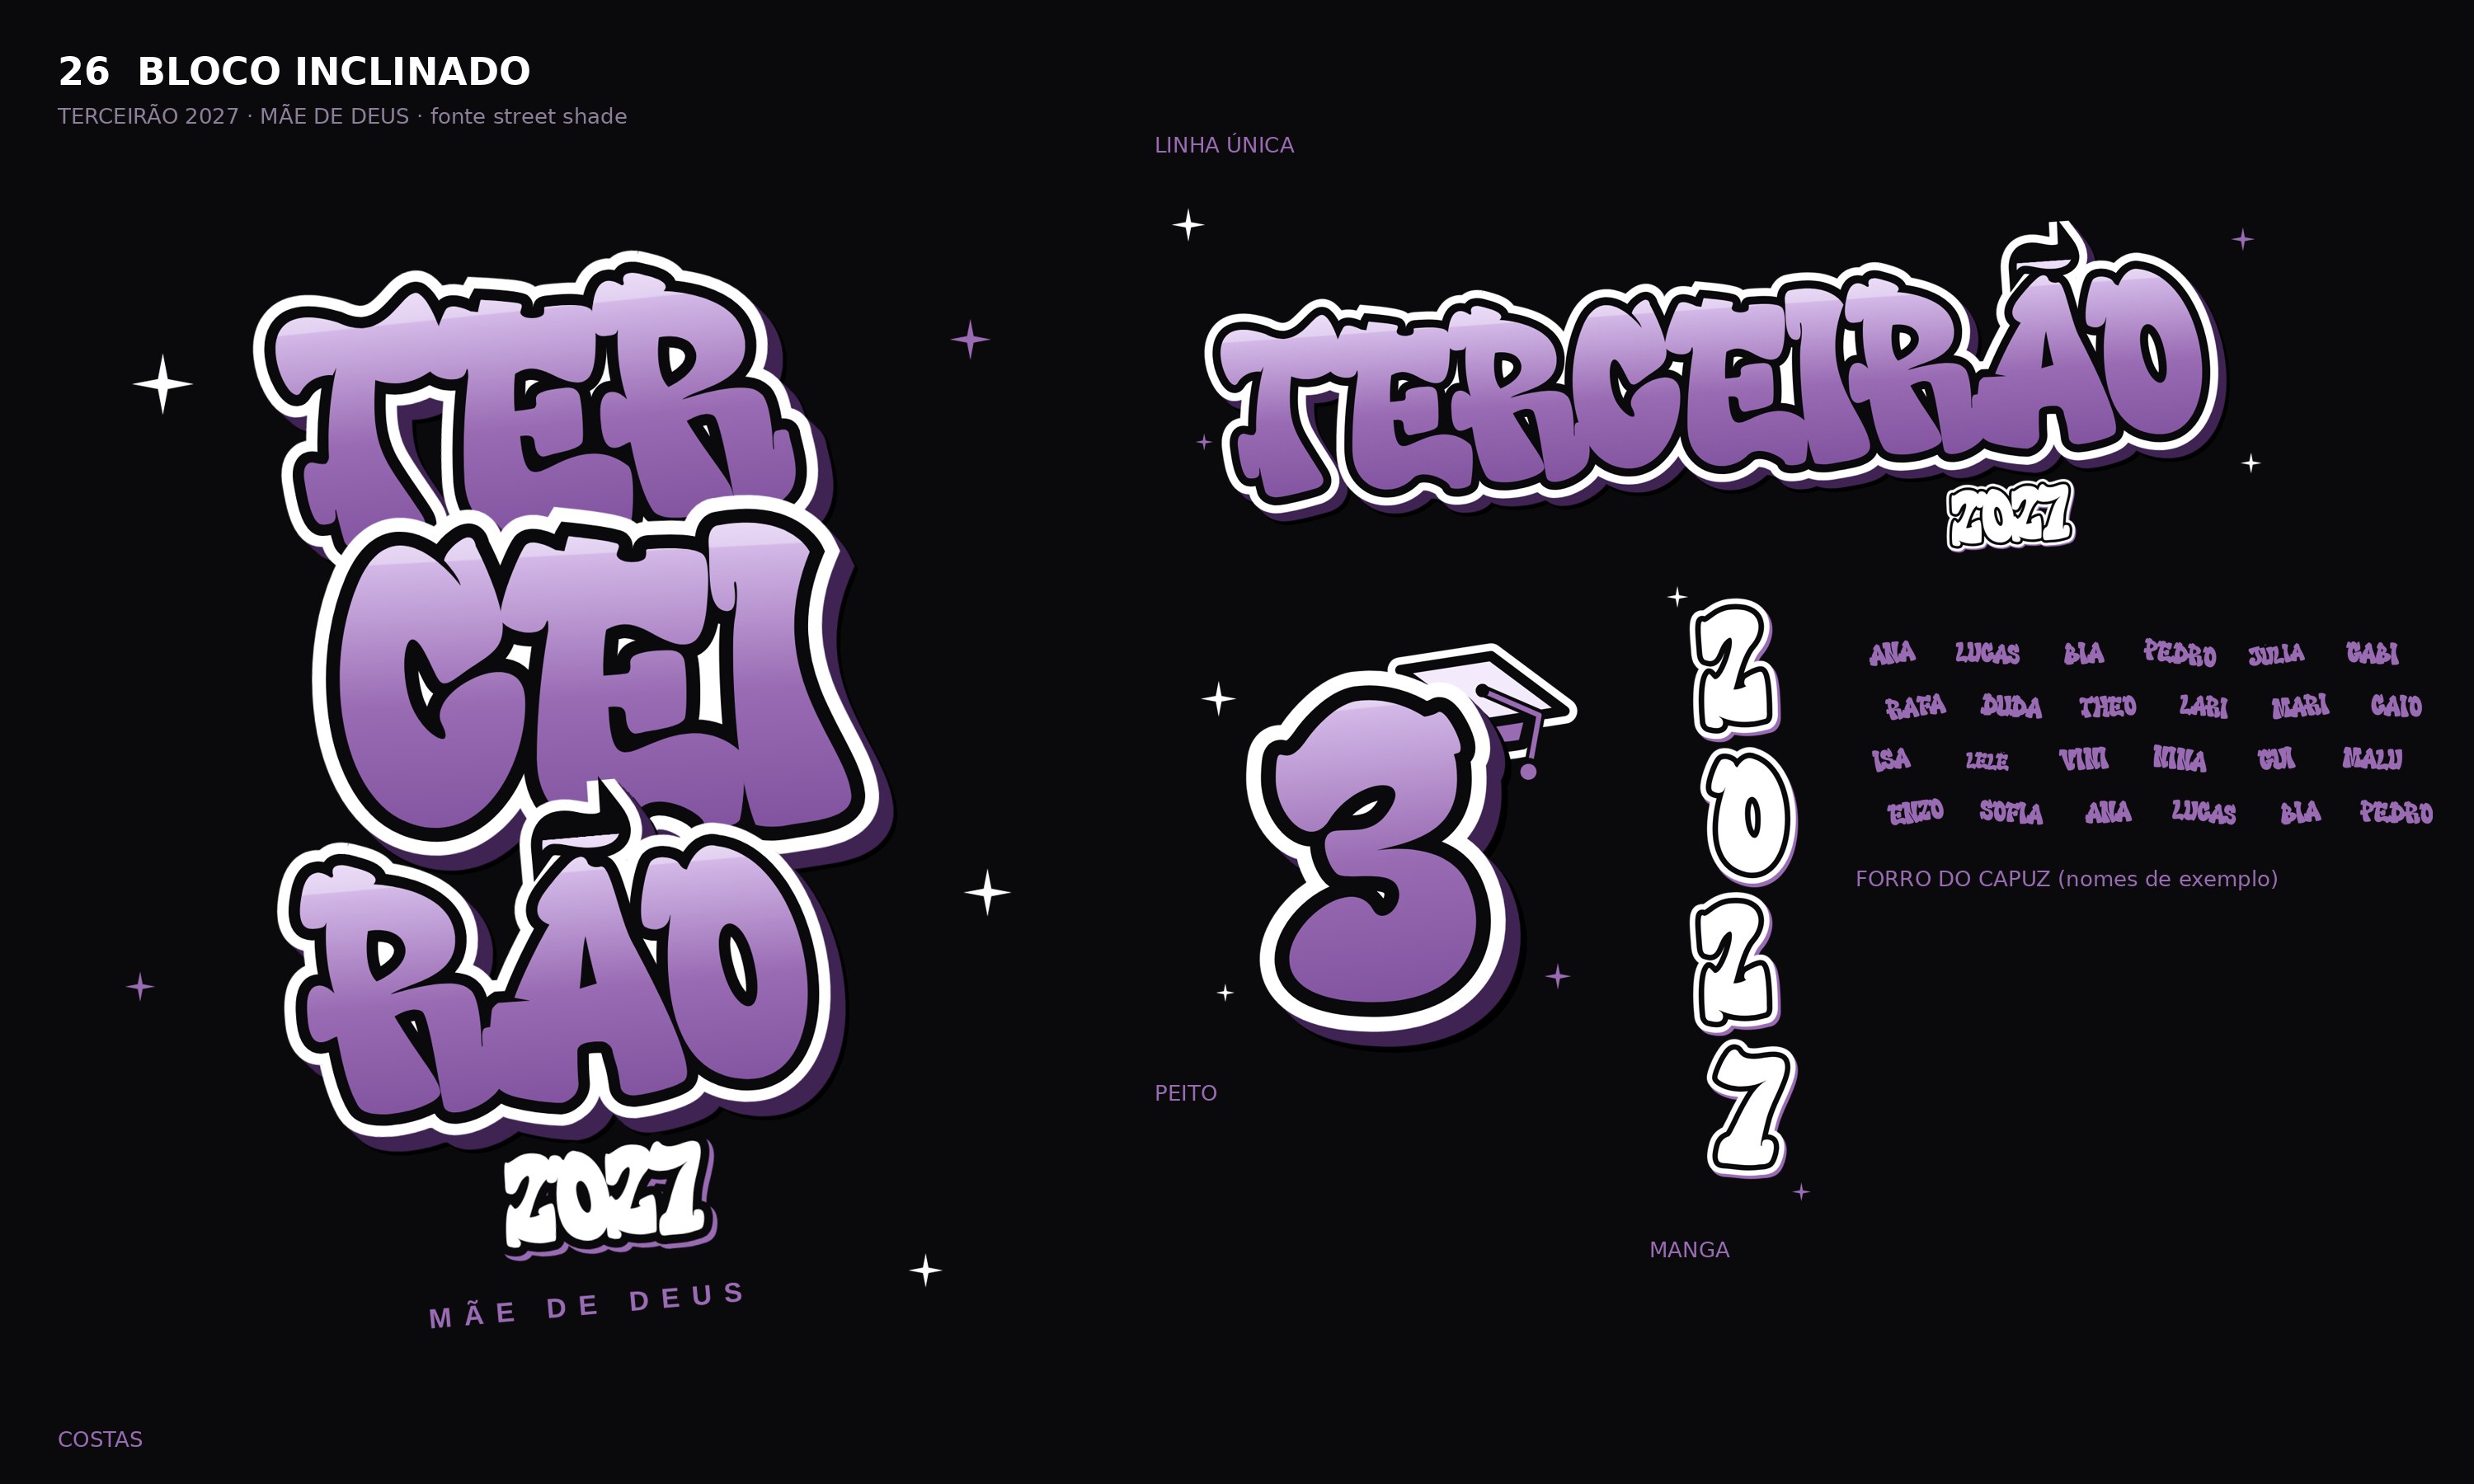 26 BLOCO INCLINADO
TERCEIRÃO 2027 · MÃE DE DEUS · fonte street shade
TER
CEI
RÃO
2027
MÃE DE DEUS
COSTAS
LINHA ÚNICA
TERCEIRÃO
2027
3
PEITO
2
0
2
7
MANGA
ANA LUCAS BIA PEDRO JULIA GABI
RAFA DUDA THEO LARI MARI CAIO
ISA LELE VINI NINA GUI MALU
ENZO SOFIA ANA LUCAS BIA PEDRO
FORRO DO CAPUZ (nomes de exemplo)